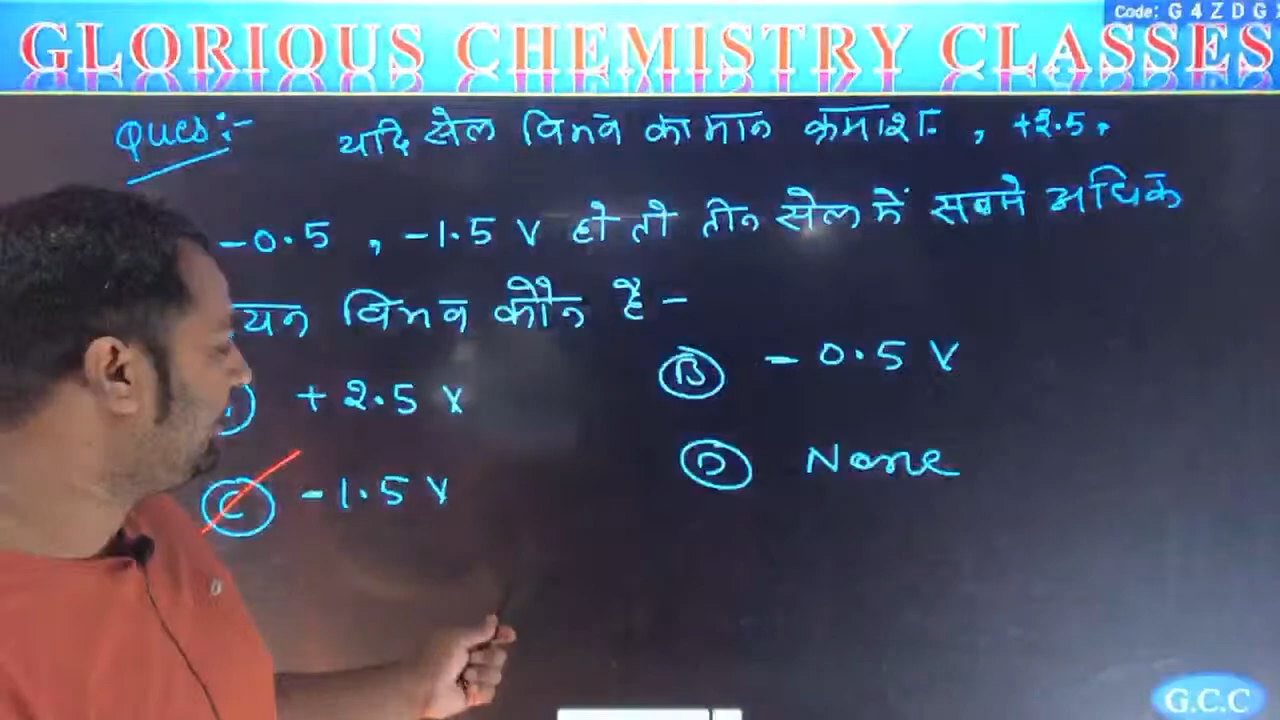 Code: G 4 Z D G
GLORIOUS CHEMISTRY CLASSES
Ques:- यदि सेल विभव का मान क्रमशः , +2.5,
-0.5 , -1.5 V हो तो तीन सेल में सबसे अधिक
यन विभव कौन है -
+ 2.5 V
B - 0.5 V
C - 1.5 V
D None
G.C.C